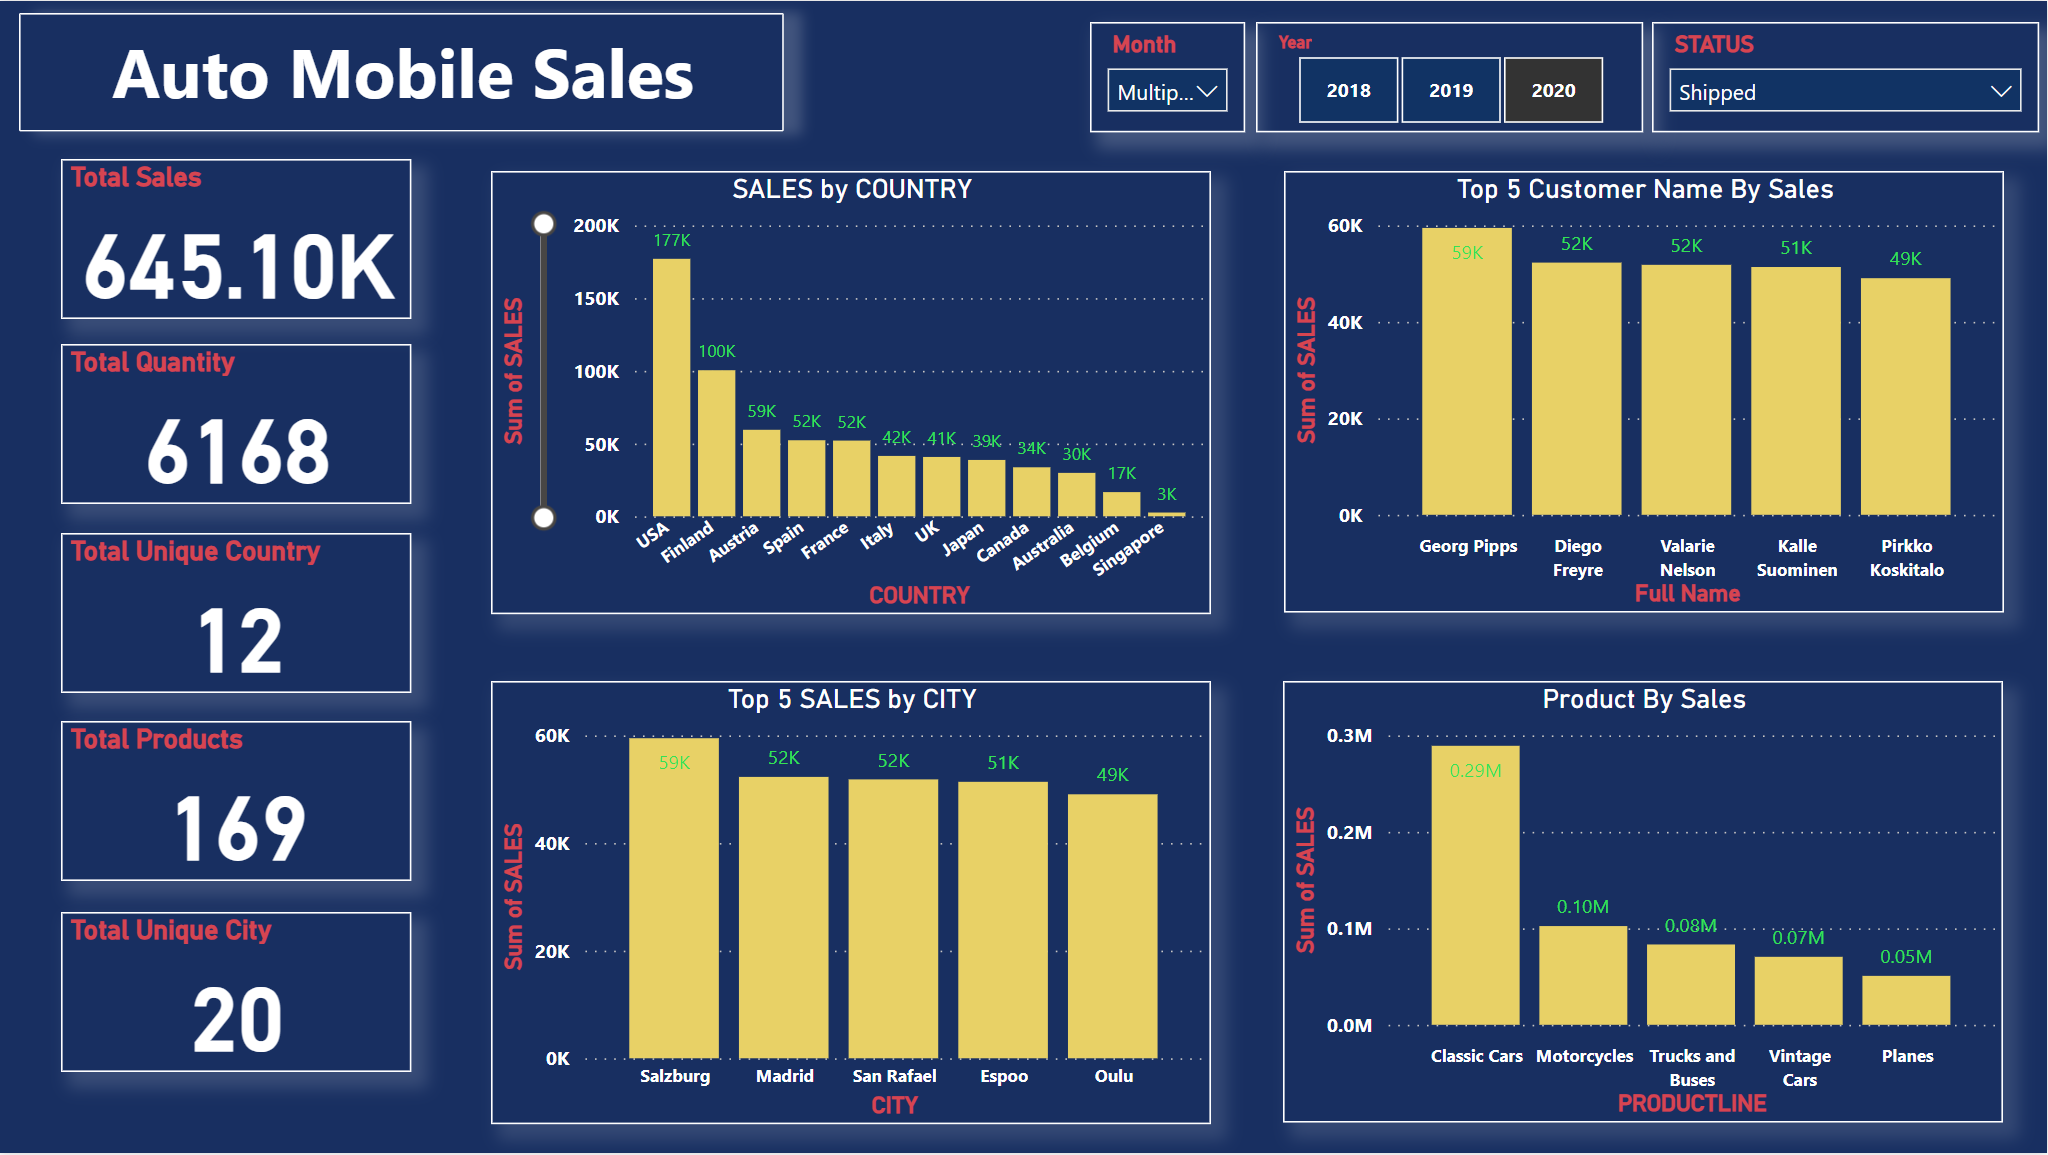 Auto Mobile Sales
Month
Multip...
Year
2018
2019
2020
STATUS
Shipped
Total Sales
645.10K
Total Quantity
6168
Total Unique Country
12
Total Products
169
Total Unique City
20
SALES by COUNTRY
Sum of SALES
200K
150K
100K
50K
0K
177K
100K
59K
52K
52K
42K
41K
39K
34K
30K
17K
3K
USA
Finland
Austria
Spain
France
Italy
UK
Japan
Canada
Australia
Belgium
Singapore
COUNTRY
Top 5 Customer Name By Sales
Sum of SALES
60K
40K
20K
0K
59K
52K
52K
51K
49K
Georg Pipps
Diego
Freyre
Valarie
Nelson
Kalle
Suominen
Pirkko
Koskitalo
Full Name
Top 5 SALES by CITY
Sum of SALES
60K
40K
20K
0K
59K
52K
52K
51K
49K
Salzburg
Madrid
San Rafael
Espoo
Oulu
CITY
Product By Sales
Sum of SALES
0.3M
0.2M
0.1M
0.0M
0.29M
0.10M
0.08M
0.07M
0.05M
Classic Cars
Motorcycles
Trucks and
Buses
Vintage
Cars
Planes
PRODUCTLINE